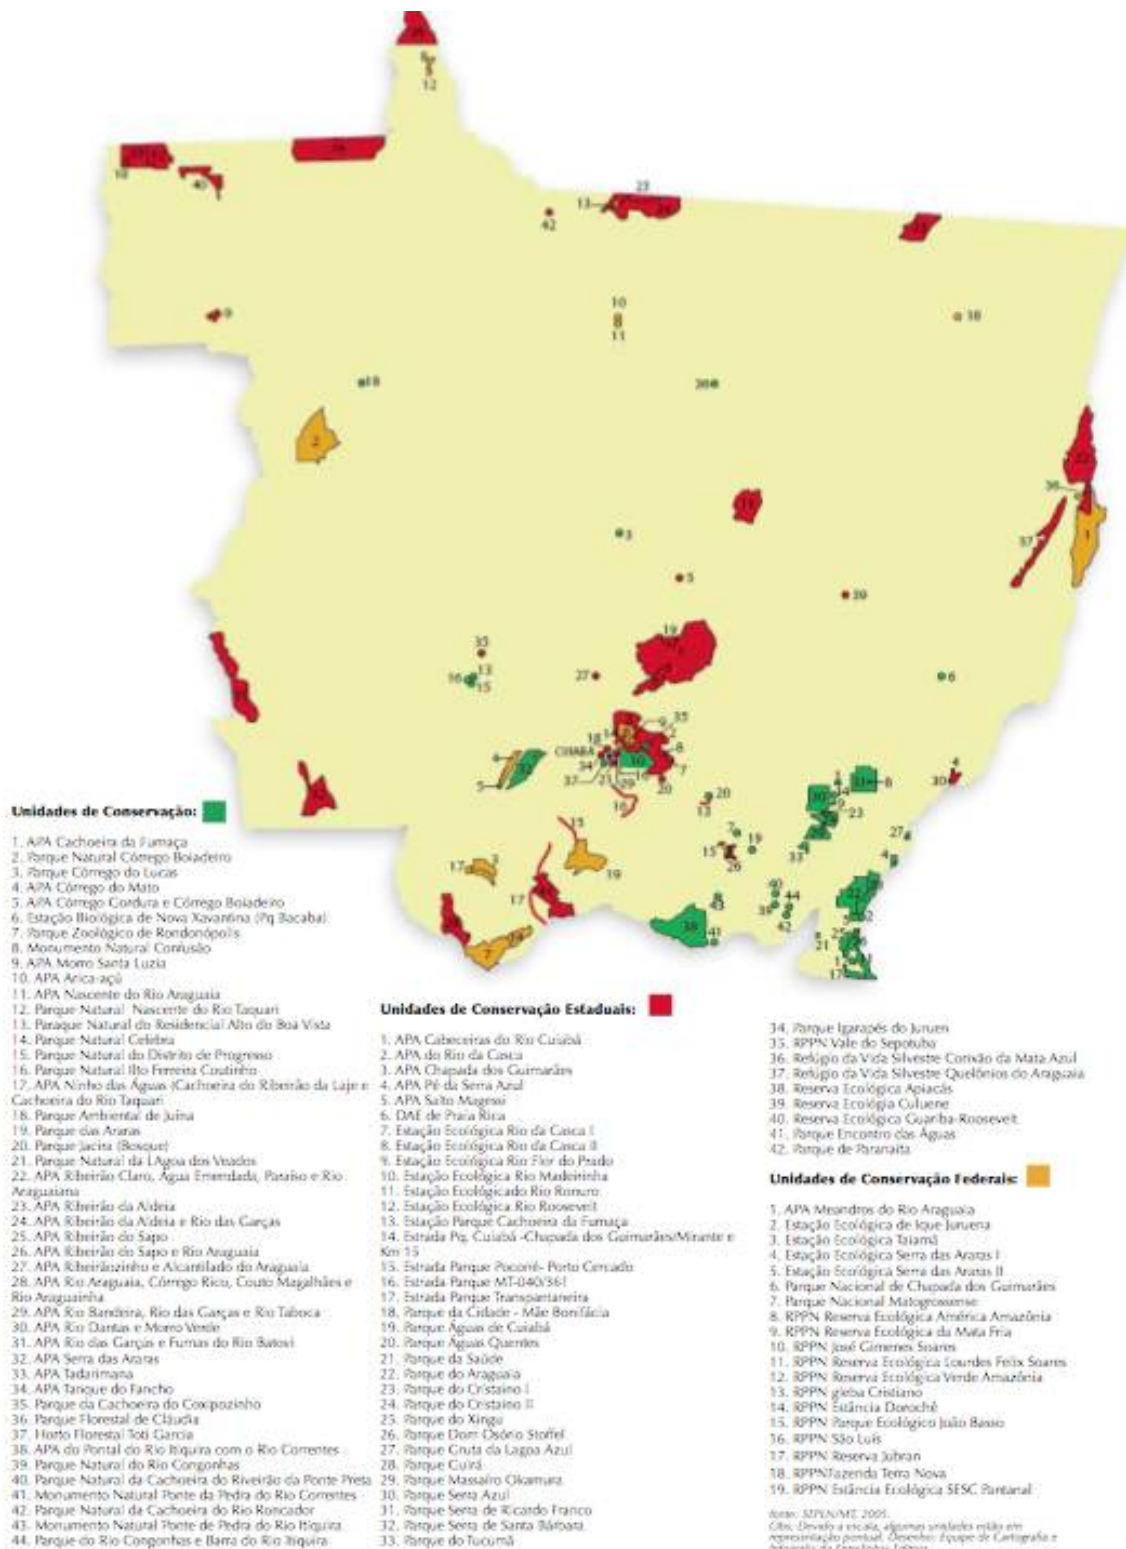 CUIABÁ
Unidades de Conservação:
1. APA Cachoeira da Fumaça
2. Parque Natural Córrego Boiadeiro
3. Parque Córrego do Lucas
4. APA Córrego do Mato
5. APA Córrego Gordura e Córrego Boiadeiro
6. Estação Biológica de Nova Xavantina (Pq Bacaba)
7. Parque Zoológico de Rondonópolis
8. Monumento Natural Confusão
9. APA Morro Santa Luzia
10. APA Arica-açú
11. APA Nascente do Rio Araguaia
12. Parque Natural Nascente do Rio Taquari
13. Paraque Natural do Residencial Alto do Boa Vista
14. Parque Natural Celebra
15. Parque Natural do Distrito de Progresso
16. Parque Natural Ilto Ferreira Coutinho
17. APA Ninho das Águas (Cachoeira do Ribeirão da Laje e
Cachoeira do Rio Taquari
18. Parque Ambiental de Juína
19. Parque das Araras
20. Parque Jacira (Bosque)
21. Parque Natural da LAgoa dos Veados
22. APA Ribeirão Claro, Água Emendada, Paraíso e Rio
Araguaiana
23. APA Ribeirão da Aldeia
24. APA Ribeirão da Aldeia e Rio das Garças
25. APA Ribeirão do Sapo
26. APA Ribeirão do Sapo e Rio Araguaia
27. APA Ribeirãozinho e Alcantilado do Araguaia
28. APA Rio Araguaia, Córrego Rico, Couto Magalhães e
Rio Araguainha
29. APA Rio Bandeira, Rio das Garças e Rio Taboca
30. APA Rio Dantas e Morro Verde
31. APA Rio das Garças e Furnas do Rio Batovi
32. APA Serra das Araras
33. APA Tadarimana
34. APA Tanque do Fancho
35. Parque da Cachoeira do Coxipozinho
36. Parque Florestal de Cláudia
37. Horto Florestal Toti Garcia
38. APA do Pontal do Rio Itiquira com o Rio Correntes
39. Parque Natural do Rio Congonhas
40. Parque Natural da Cachoeira do Riveirão da Ponte Preta
41. Monumento Natural Ponte da Pedra do Rio Correntes
42. Parque Natural da Cachoeira do Rio Roncador
43. Monumento Natural Ponte de Pedra do Rio Itiquira
44. Parque do Rio Congonhas e Barra do Rio Itiquira
Unidades de Conservação Estaduais:
1. APA Cabeceiras do Rio Cuiabá
2. APA do Rio da Casca
3. APA Chapada dos Guimarães
4. APA Pé da Serra Azul
5. APA Salto Magessi
6. DAE de Praia Rica
7. Estação Ecológica Rio da Casca I
8. Estação Ecológica Rio da Casca II
9. Estação Ecológica Rio Flor do Prado
10. Estação Ecológica Rio Madeirinha
11. Estação Ecológicado Rio Ronuro
12. Estação Ecológica Rio Roosevelt
13. Estação Parque Cachoeira da Fumaça
14. Estrada Pq. Cuiabá -Chapada dos Guimarães/Mirante e
Km 15
15. Estrada Parque Poconé- Porto Cercado
16. Estrada Parque MT-040/361
17. Estrada Parque Transpantaneira
18. Parque da Cidade - Mãe Bonifácia
19. Parque Águas de Cuiabá
20. Parque Águas Quentes
21. Parque da Saúde
22. Parque do Araguaia
23. Parque do Cristalno I
24. Parque do Cristalno II
25. Parque do Xingu
26. Parque Dom Osório Stoffel
27. Parque Gruta da Lagoa Azul
28. Parque Guirá
29. Parque Massairo Okamura
30. Parque Serra Azul
31. Parque Serra de Ricardo Franco
32. Parque Serra de Santa Bárbara
33. Parque do Tucumã
34. Parque Igarapés do Juruen
35. RPPN Vale do Sepotuba
36. Refúgio da Vida Silvestre Corixão da Mata Azul
37. Refúgio da Vida Silvestre Quelônios do Araguaia
38. Reserva Ecológica Apiacás
39. Reserva Ecológia Culuene
40. Reserva Ecológica Guariba-Roosevelt
41. Parque Encontro das Águas
42. Parque de Paranaíta
Unidades de Conservação Federais:
1. APA Meandros do Rio Araguaia
2. Estação Ecológica de Ique Juruena
3. Estação Ecológica Taiamã
4. Estação Ecológica Serra das Araras I
5. Estação Ecológica Serra das Araras II
6. Parque Nacional de Chapada dos Guimarães
7. Parque Nacional Matogrossense
8. RPPN Reserva Ecológica América Amazônia
9. RPPN Reserva Ecológica da Mata Fria
10. RPPN José Gimenes Soares
11. RPPN Reserva Ecológica Lourdes Felix Soares
12. RPPN Reserva Ecológica Verde Amazônia
13. RPPN gleba Cristiano
14. RPPN Estância Dorochê
15. RPPN Parque Ecológico João Basso
16. RPPN São Luis
17. RPPN Reserva Jubran
18. RPPNFazenda Terra Nova
19. RPPN Estância Ecológica SESC Pantanal
2005.
Obs: Devido a escala, algumas unidades estão em
representação pontual. Desenho: Equipe de Cartografia e